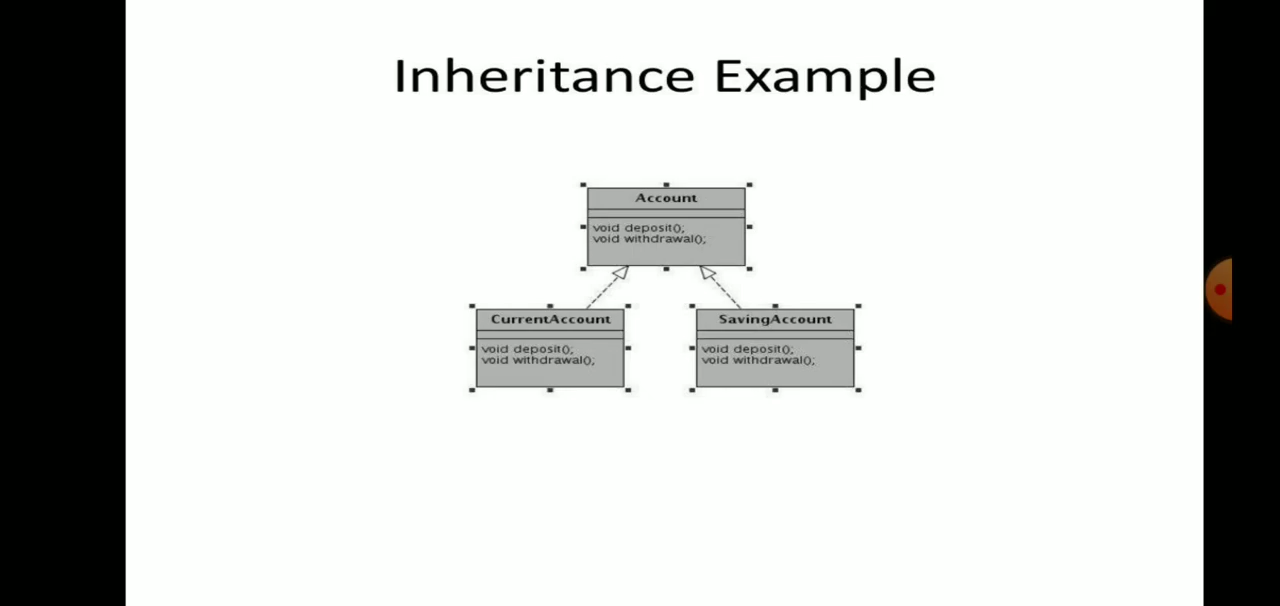 Inheritance Example
Account
void deposit();
void withdrawal();
CurrentAccount
void deposit();
void withdrawal();
SavingAccount
void deposit();
void withdrawal();